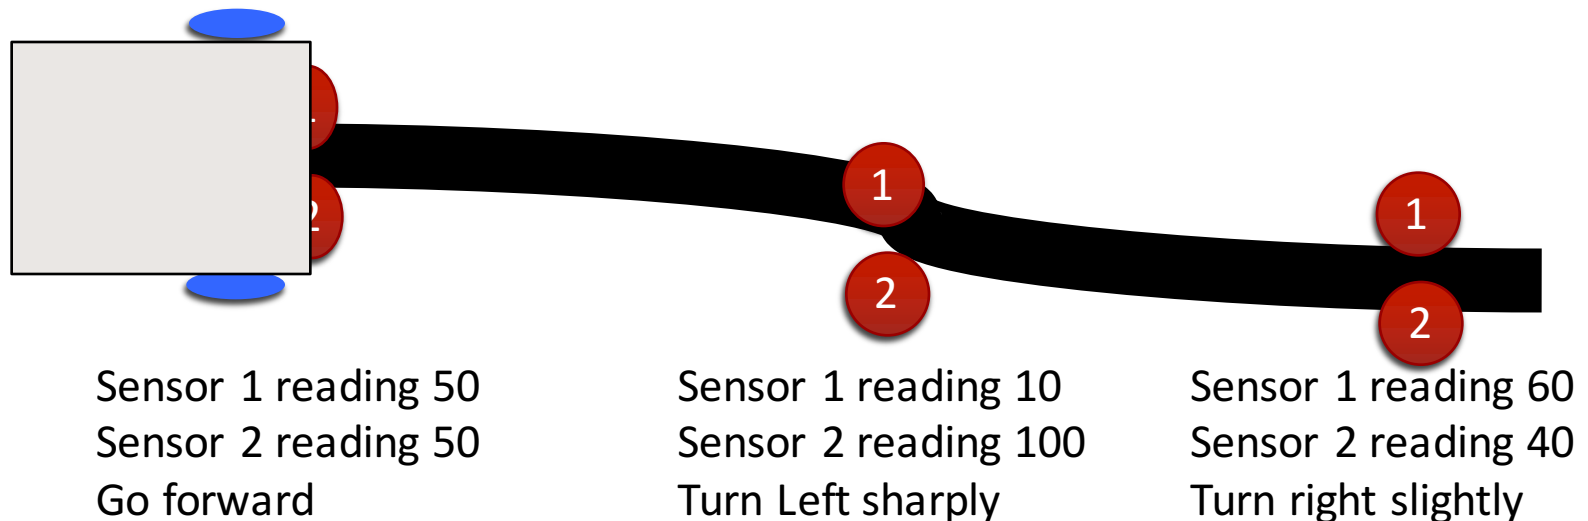 1
2
1
2
Sensor 1 reading 50
Sensor 2 reading 50
Go forward
Sensor 1 reading 10
Sensor 2 reading 100
Turn Left sharply
Sensor 1 reading 60
Sensor 2 reading 40
Turn right slightly